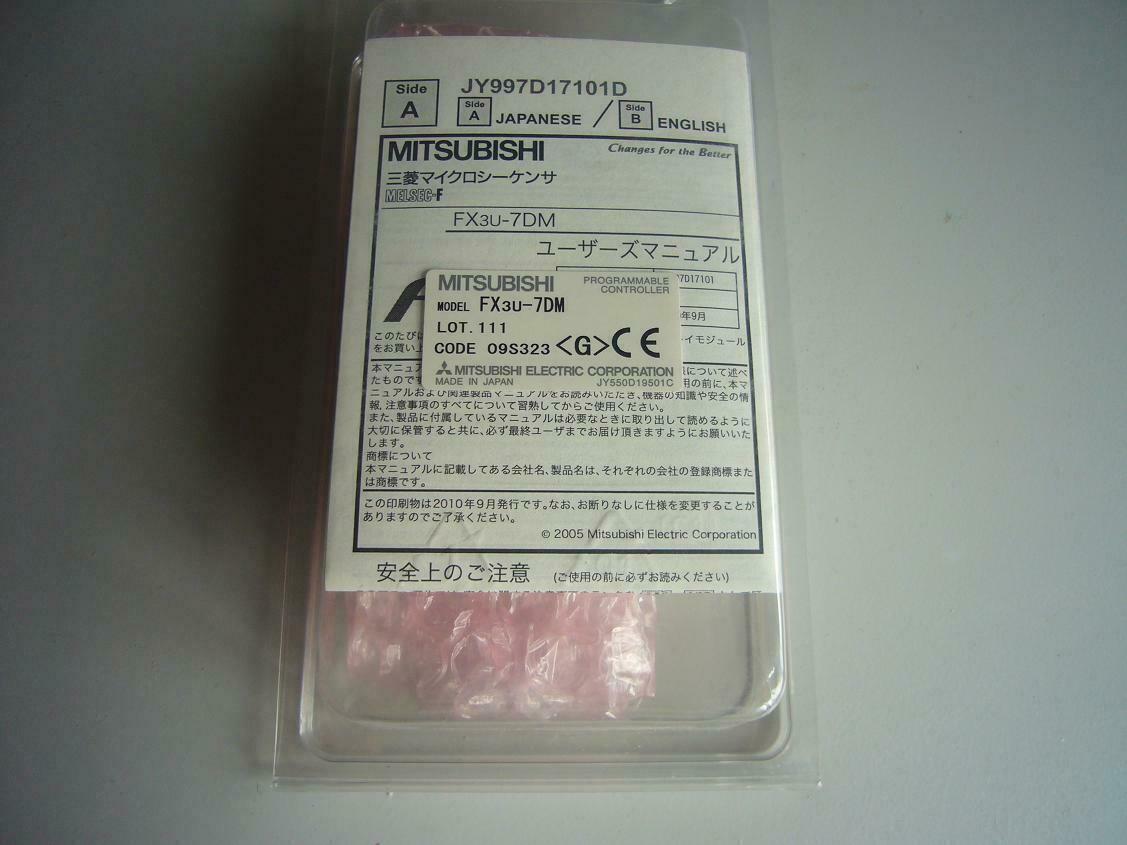 Side
A
JY997D17101D
Side
A
JAPANESE / Side
B
ENGLISH
MITSUBISHI
Changes for the Better
三菱マイクロシーケンサ
MELSEC-F
FX3U-7DM
ユーザーズマニュアル
7D17101
年9月
MITSUBISHI
PROGRAMMABLE
CONTROLLER
MODEL FX3U-7DM
LOT. 111
CODE 09S323 <G> CE
MITSUBISHI ELECTRIC CORPORATION
MADE IN JAPAN JY550D19501C
このたびは
イモジュール
をお買い上
本マニュア
について述べ
たものです
用の前に、本マ
ニュアルおよび関連製品マニュアルをお読みいただき、機器の知識や安全の情
報、注意事項のすべてについて習熟してからご使用ください。
また、製品に付属しているマニュアルは必要なときに取り出して読めるように
大切に保管すると共に、必ず最終ユーザまでお届け頂きますようにお願いいた
します。
商標について
本マニュアルに記載してある会社名、製品名は、それぞれの会社の登録商標また
は商標です。
この印刷物は2010年9月発行です。なお、お断りなしに仕様を変更することが
ありますのでご了承ください。
© 2005 Mitsubishi Electric Corporation
安全上のご注意 (ご使用の前に必ずお読みください)